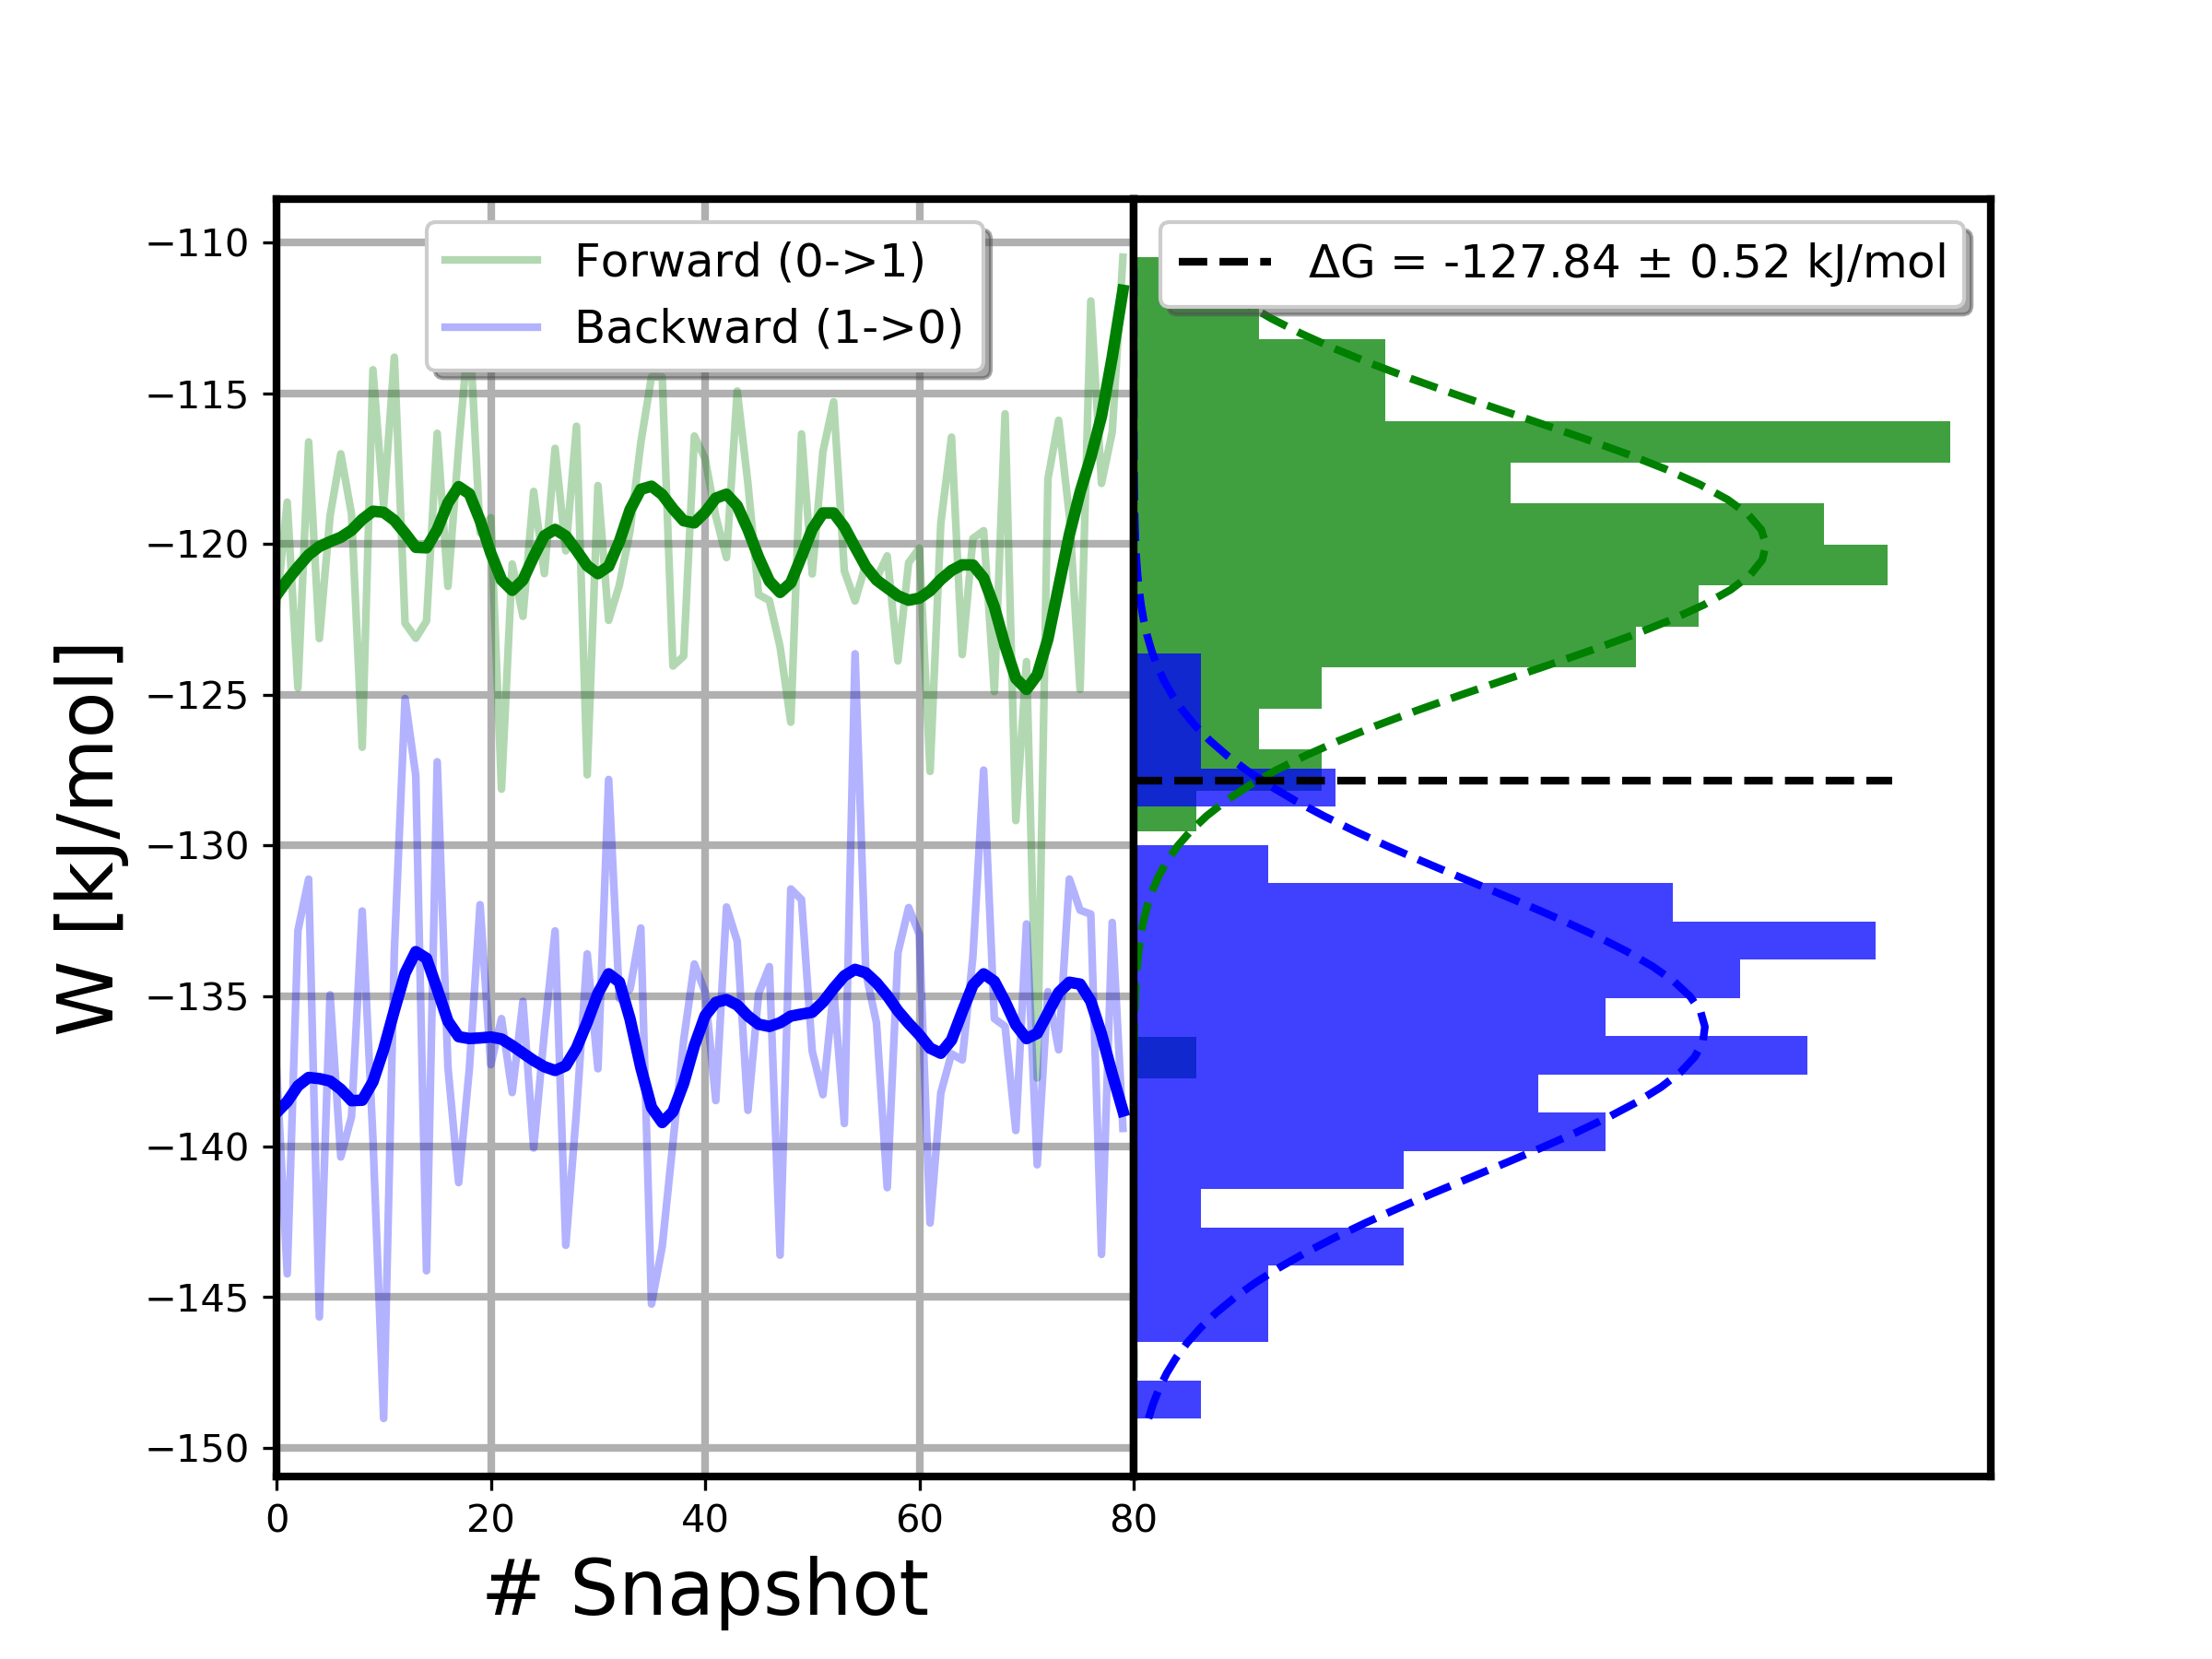 Forward (0->1)
Backward (1->0)
ΔG = -127.84 ± 0.52 kJ/mol
W [kJ/mol]
−110
−115
−120
−125
−130
−135
−140
−145
−150
0 20 40 60 80
# Snapshot